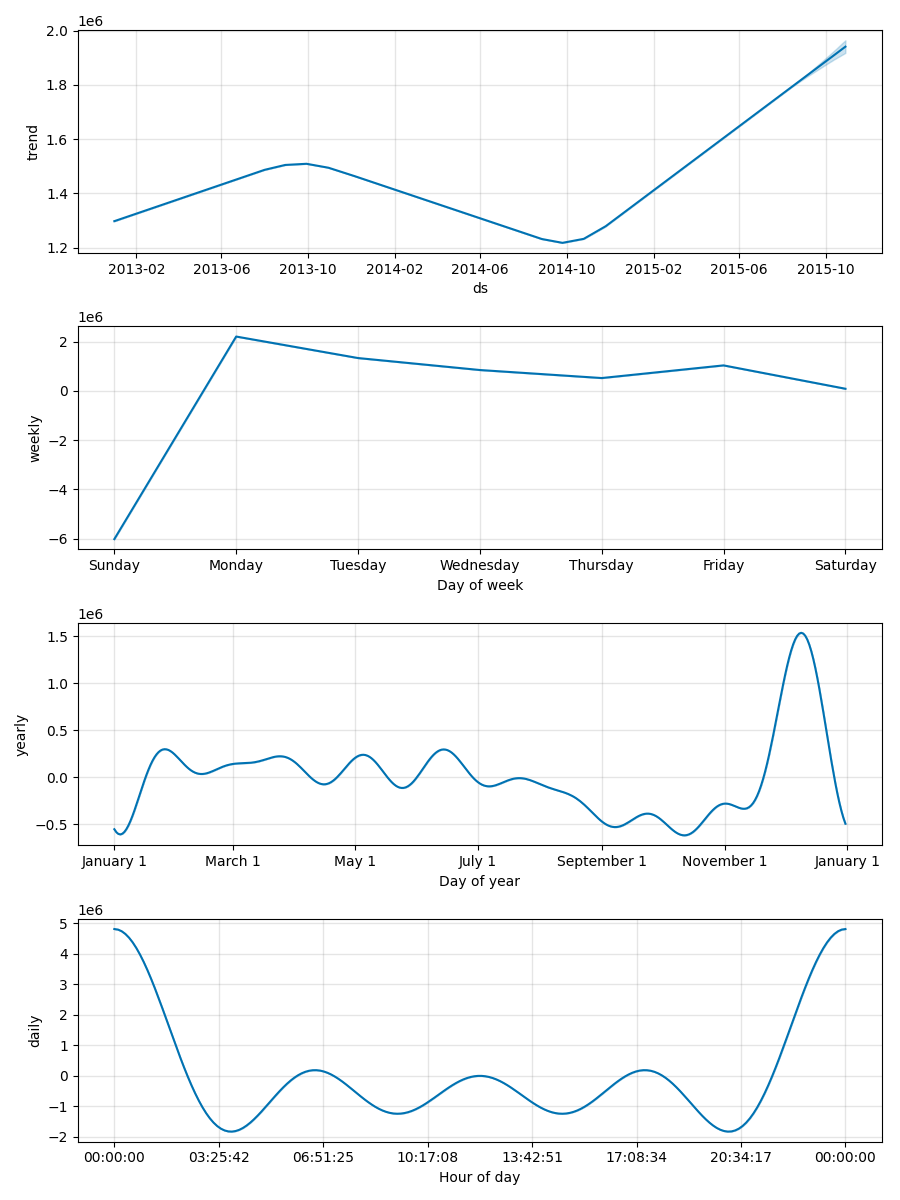 1e6
2.0
1.8
1.6
1.4
1.2
trend
2013-02 2013-06 2013-10 2014-02 2014-06 2014-10 2015-02 2015-06 2015-10
ds
1e6
2
0
−2
−4
−6
weekly
Sunday Monday Tuesday Wednesday Thursday Friday Saturday
Day of week
1e6
1.5
1.0
0.5
0.0
−0.5
yearly
January 1 March 1 May 1 July 1 September 1 November 1 January 1
Day of year
1e6
5
4
3
2
1
0
−1
−2
daily
00:00:00 03:25:42 06:51:25 10:17:08 13:42:51 17:08:34 20:34:17 00:00:00
Hour of day